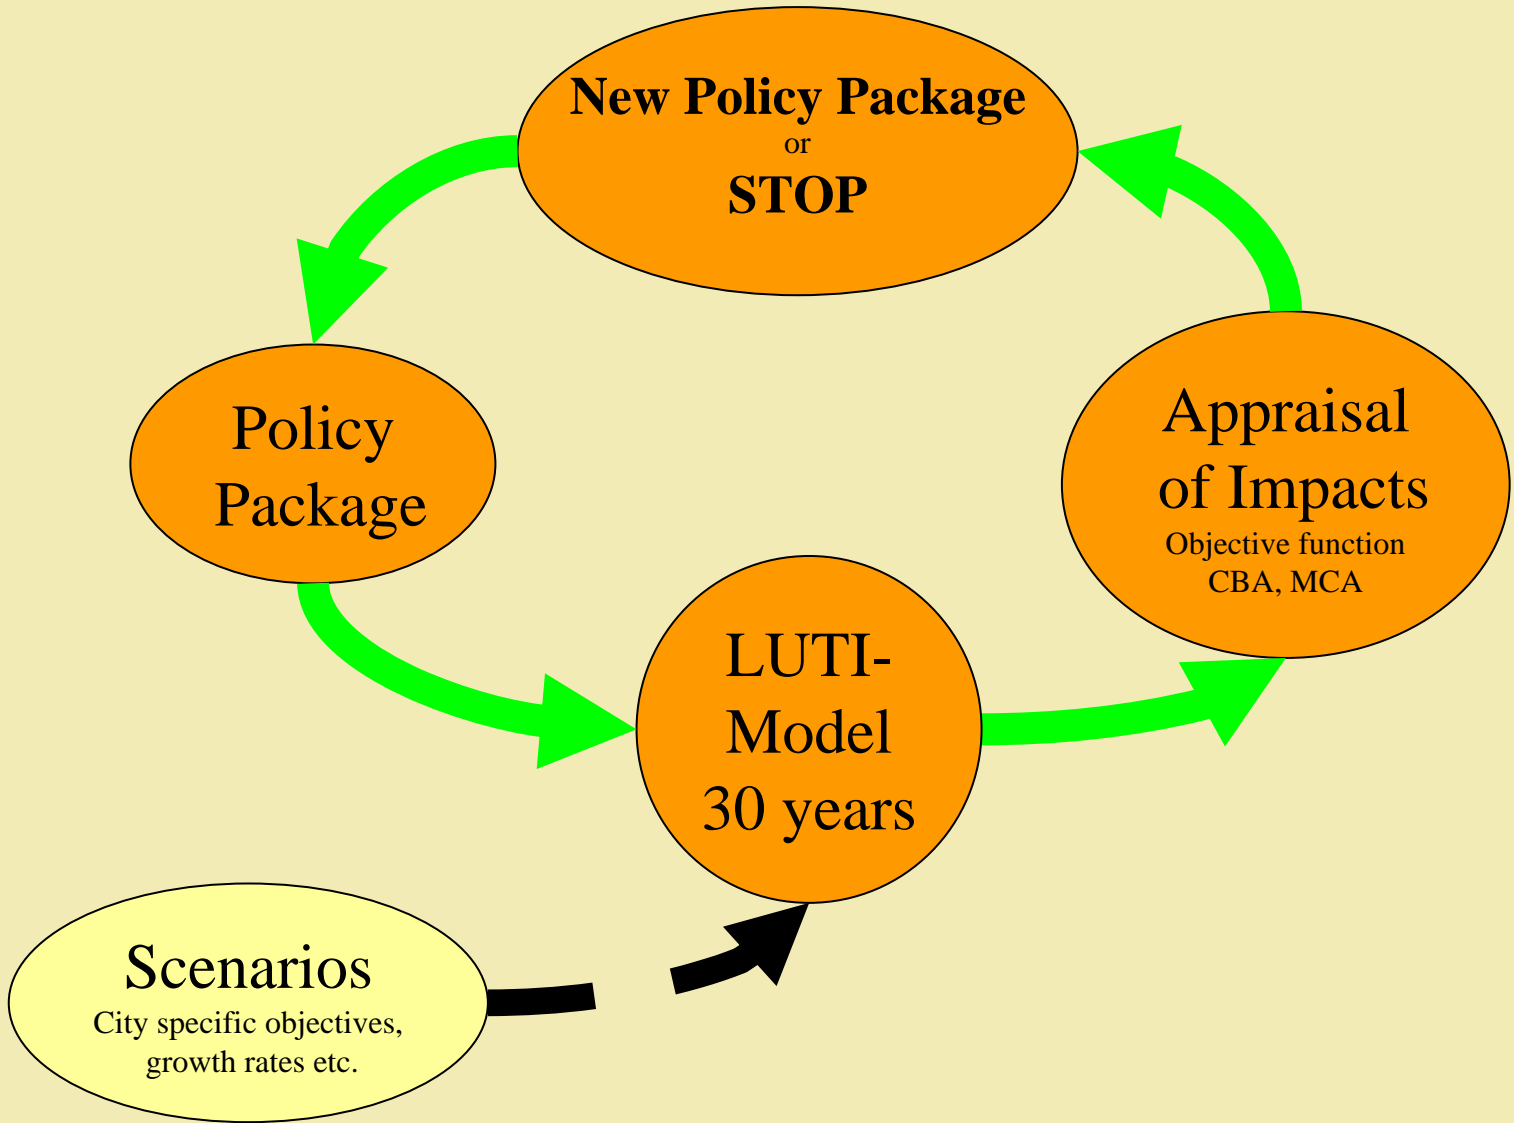 New Policy Package
or
STOP
Policy
Package
Appraisal
of Impacts
Objective function
CBA, MCA
LUTI-
Model
30 years
Scenarios
City specific objectives,
growth rates etc.